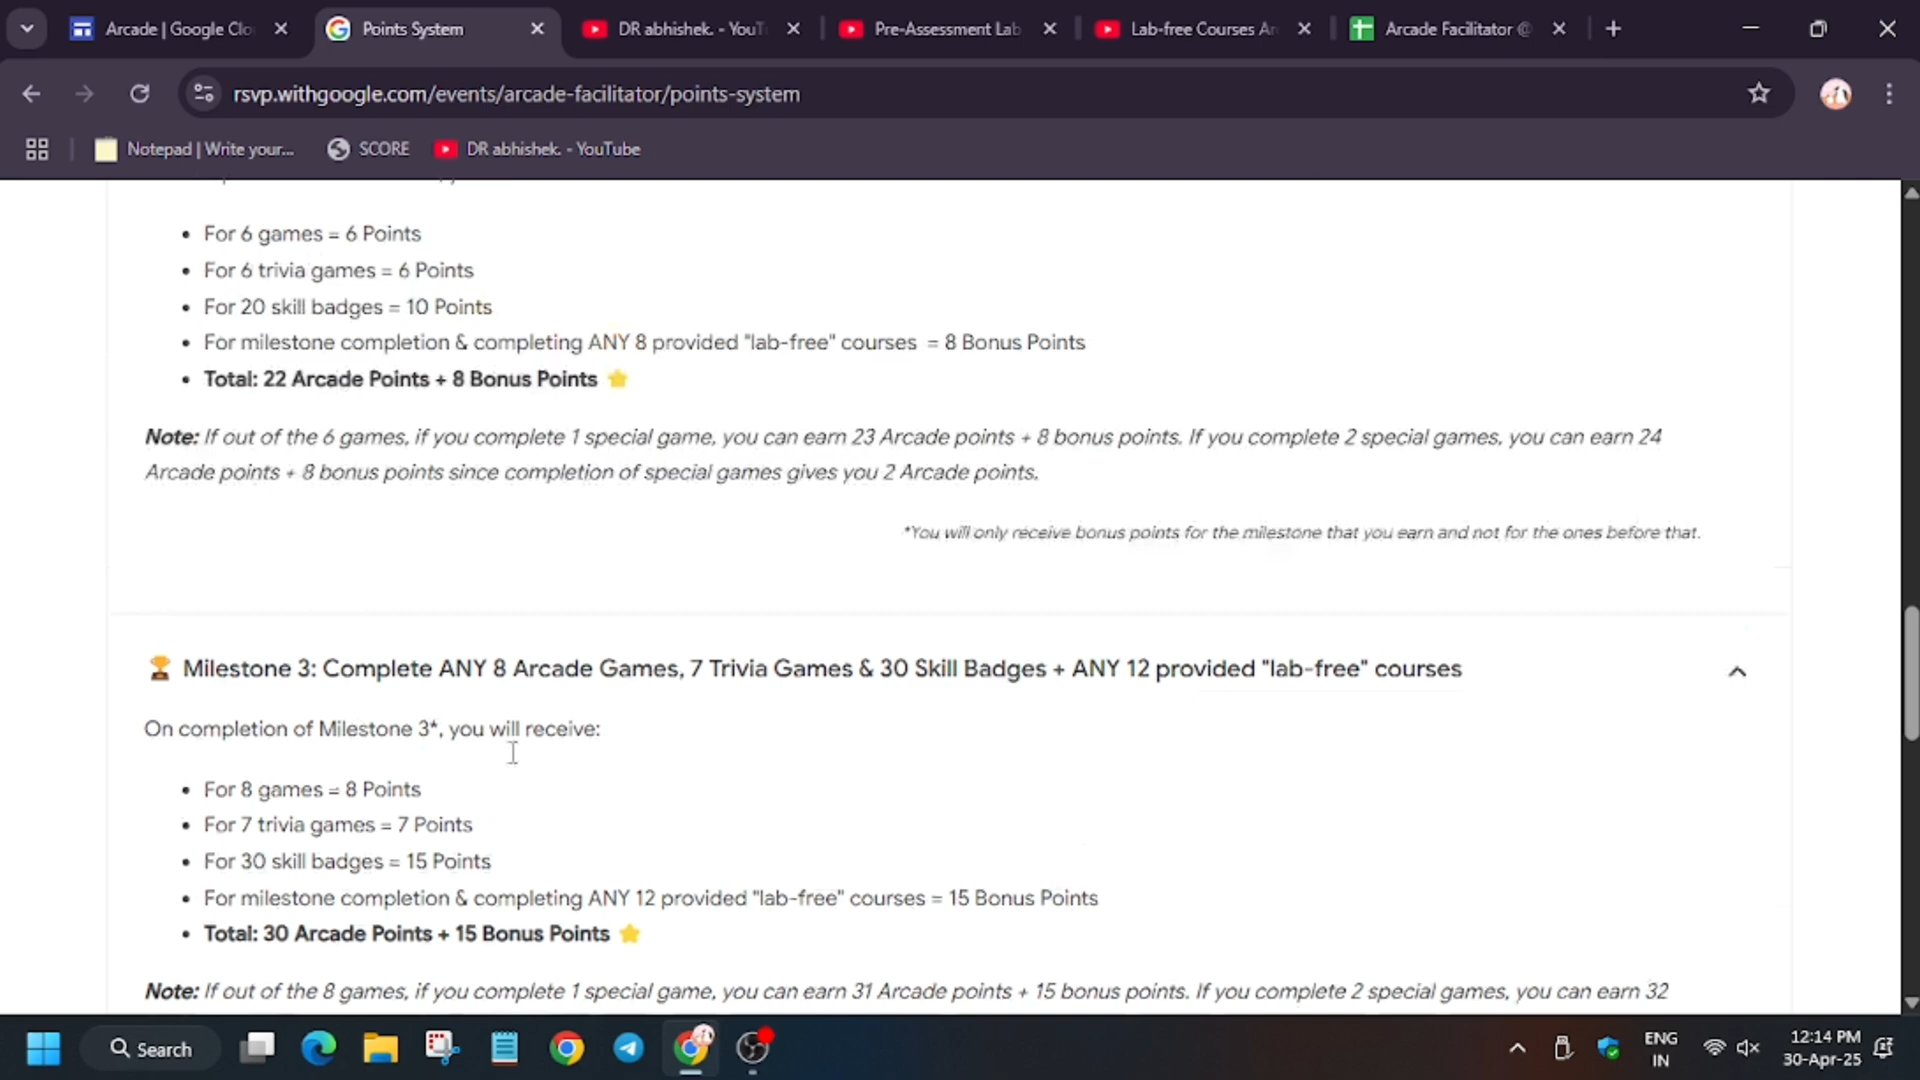 Arcade | Google Clo
Points System
DR abhishek. - YouT
Pre-Assessment Lab
Lab-free Courses Ar
Arcade Facilitator @
rsvp.withgoogle.com/events/arcade-facilitator/points-system
Notepad | Write your...
SCORE
DR abhishek. - YouTube
• For 6 games = 6 Points
• For 6 trivia games = 6 Points
• For 20 skill badges = 10 Points
• For milestone completion & completing ANY 8 provided "lab-free" courses = 8 Bonus Points
• Total: 22 Arcade Points + 8 Bonus Points
Note: If out of the 6 games, if you complete 1 special game, you can earn 23 Arcade points + 8 bonus points. If you complete 2 special games, you can earn 24
Arcade points + 8 bonus points since completion of special games gives you 2 Arcade points.
*You will only receive bonus points for the milestone that you earn and not for the ones before that.
Milestone 3: Complete ANY 8 Arcade Games, 7 Trivia Games & 30 Skill Badges + ANY 12 provided "lab-free" courses
On completion of Milestone 3*, you will receive:
• For 8 games = 8 Points
• For 7 trivia games = 7 Points
• For 30 skill badges = 15 Points
• For milestone completion & completing ANY 12 provided "lab-free" courses = 15 Bonus Points
• Total: 30 Arcade Points + 15 Bonus Points
Note: If out of the 8 games, if you complete 1 special game, you can earn 31 Arcade points + 15 bonus points. If you complete 2 special games, you can earn 32
Search
ENG
IN
12:14 PM
30-Apr-25